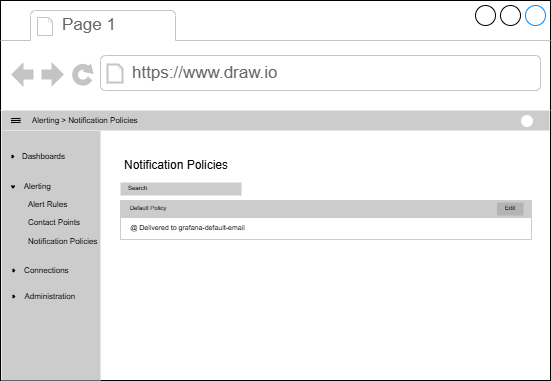 Page 1
https://www.draw.io
Alerting > Notification Policies
Dashboards
Alerting
Alert Rules
Contact Points
Notification Policies
Connections
Administration
Notification Policies
Search
Default Policy
Edit
@ Delivered to grafana-default-email